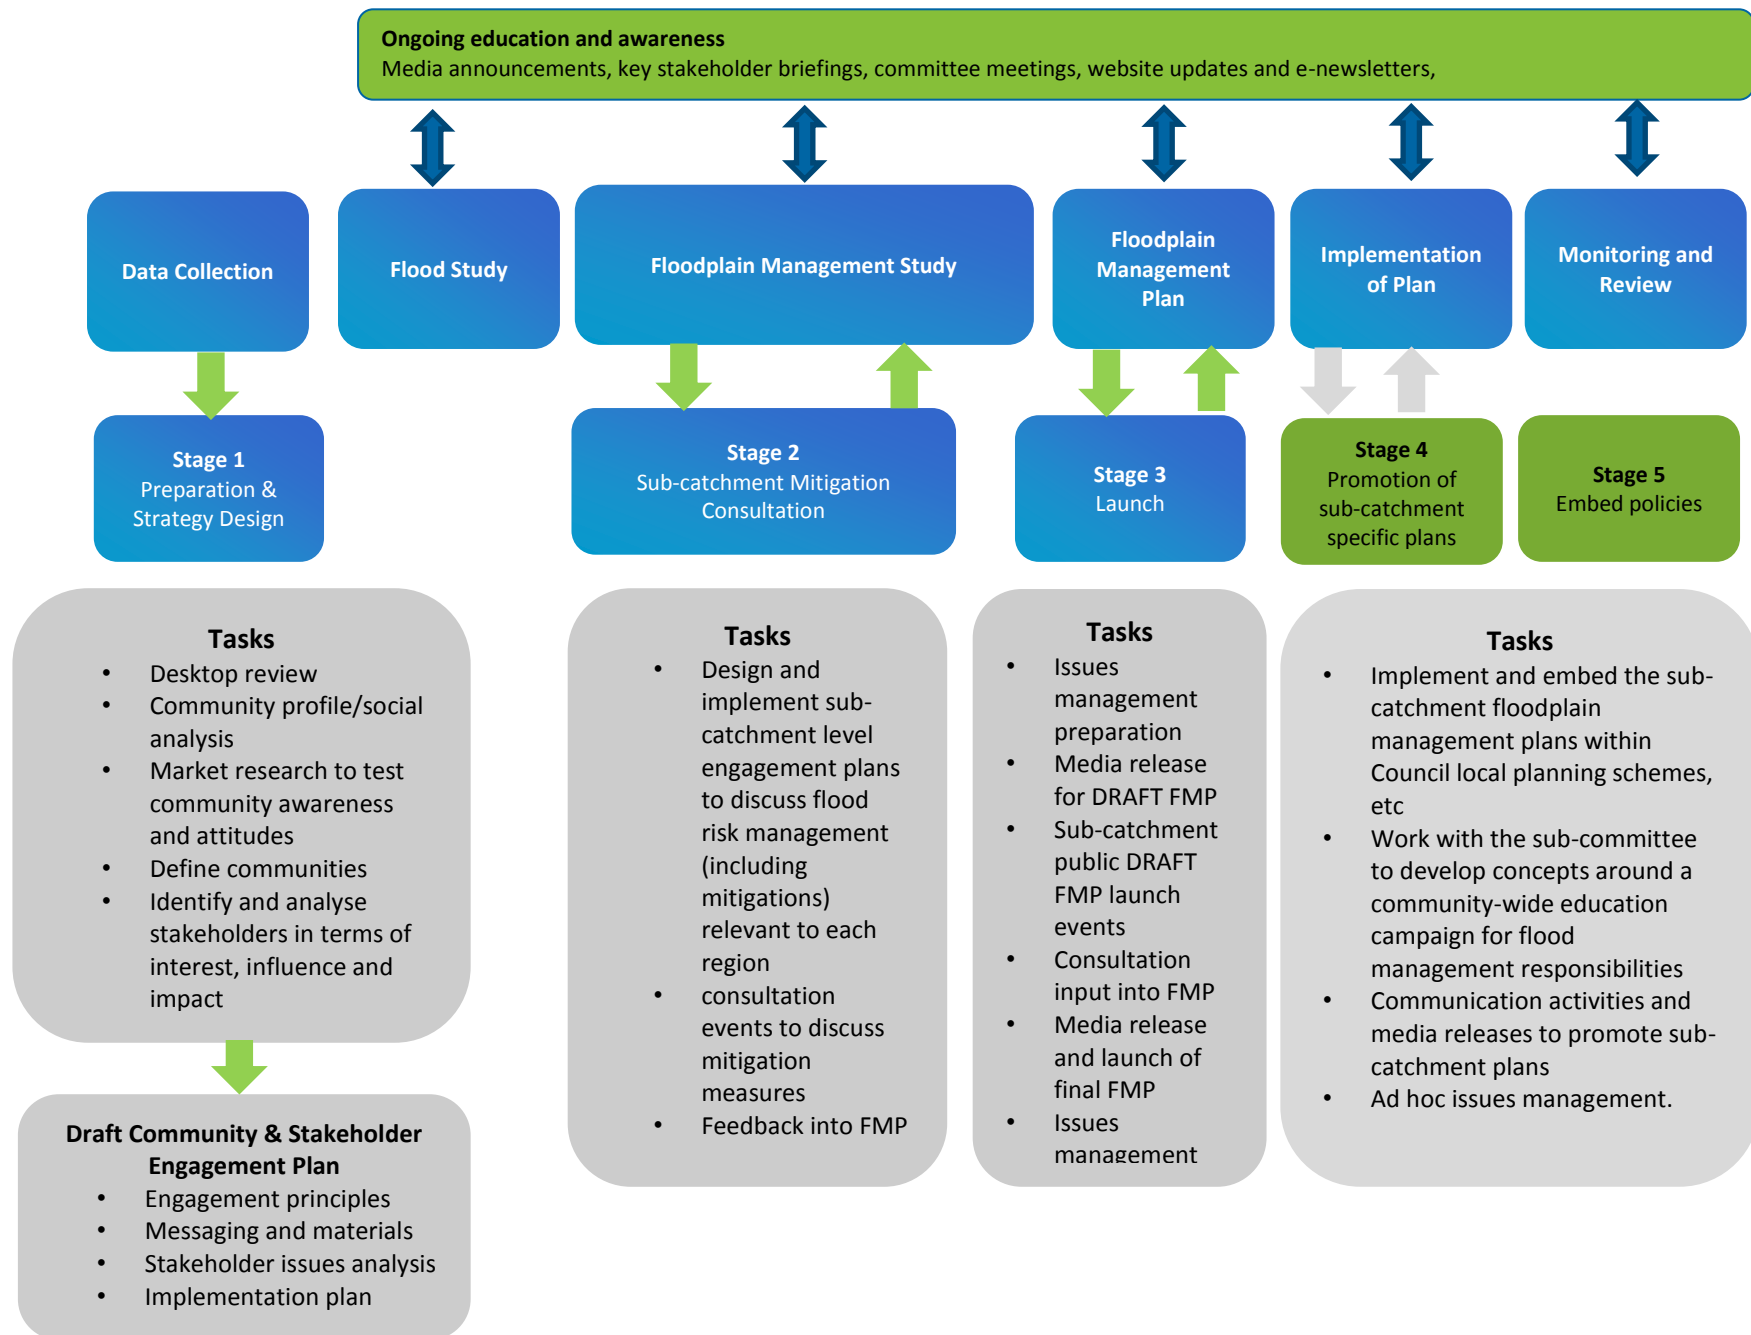 Ongoing education and awareness
Media announcements, key stakeholder briefings, committee meetings, website updates and e-newsletters,
Data Collection
Flood Study
Floodplain Management Study
Floodplain
Management
Plan
Implementation
of Plan
Monitoring and
Review
Stage 1
Preparation &
Strategy Design
Stage 2
Sub-catchment Mitigation
Consultation
Stage 3
Launch
Stage 4
Promotion of
sub-catchment
specific plans
Stage 5
Embed policies
Tasks
• Desktop review
• Community profile/social
analysis
• Market research to test
community awareness
and attitudes
• Define communities
• Identify and analyse
stakeholders in terms of
interest, influence and
impact
Draft Community & Stakeholder
Engagement Plan
• Engagement principles
• Messaging and materials
• Stakeholder issues analysis
• Implementation plan
Tasks
• Design and
implement sub-
catchment level
engagement plans
to discuss flood
risk management
(including
mitigations)
relevant to each
region
• consultation
events to discuss
mitigation
measures
• Feedback into FMP
Tasks
• Issues
management
preparation
• Media release
for DRAFT FMP
• Sub-catchment
public DRAFT
FMP launch
events
• Consultation
input into FMP
• Media release
and launch of
final FMP
• Issues
management
Tasks
• Implement and embed the sub-
catchment floodplain
management plans within
Council local planning schemes,
etc
• Work with the sub-committee
to develop concepts around a
community-wide education
campaign for flood
management responsibilities
• Communication activities and
media releases to promote sub-
catchment plans
• Ad hoc issues management.